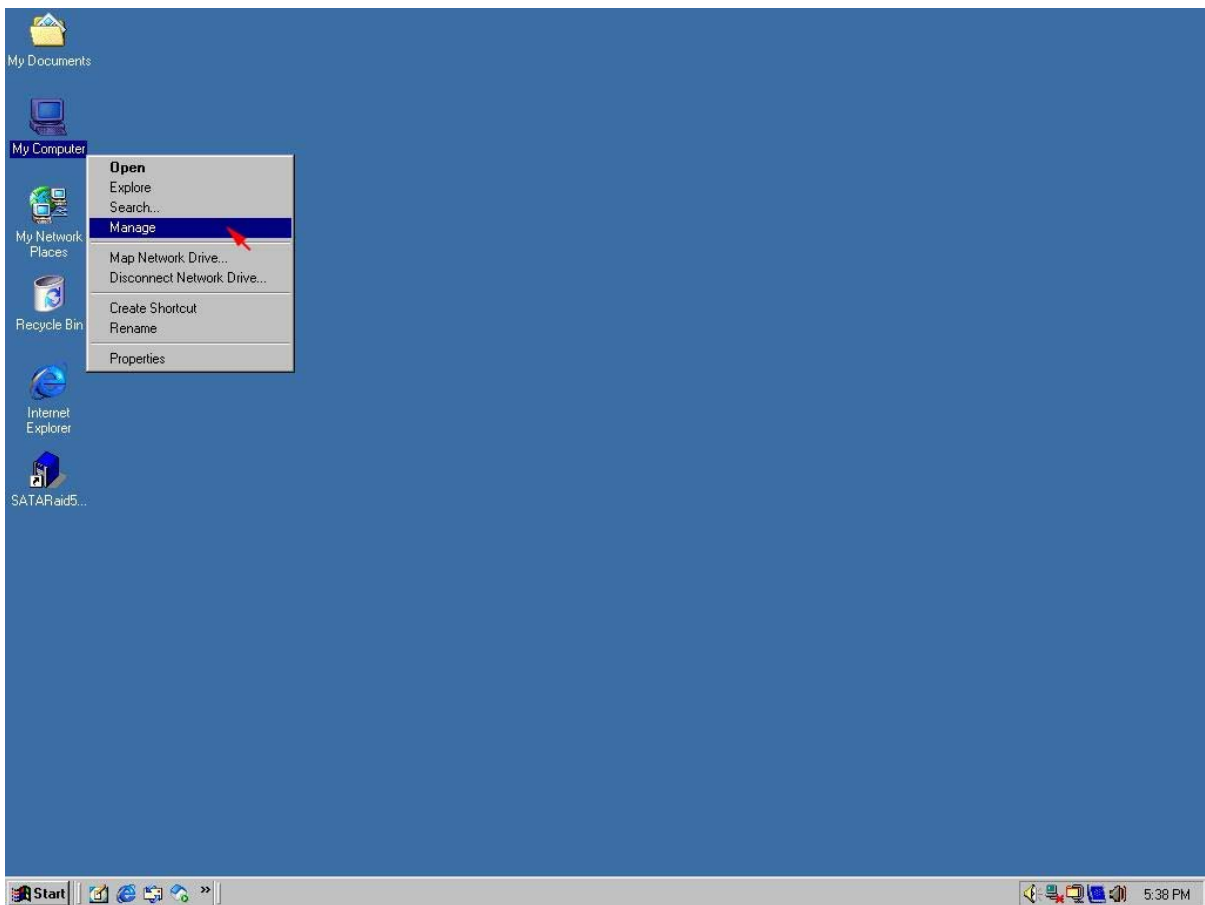 My Documents
My Computer
Open
Explore
Search...
Manage
Map Network Drive...
Disconnect Network Drive...
Create Shortcut
Rename
Properties
My Network
Places
Recycle Bin
Internet
Explorer
SATARaid5...
Start
»
5:38 PM